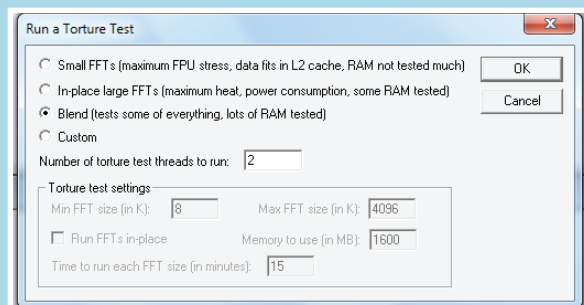 Run a Torture Test
Small FFTs (maximum FPU stress, data fits in L2 cache, RAM not tested much)
OK
In-place large FFTs (maximum heat, power consumption, some RAM tested)
Cancel
Blend (tests some of everything, lots of RAM tested)
Custom
Number of torture test threads to run: 2
Torture test settings
Min FFT size (in K): 8 Max FFT size (in K): 4096
Run FFTs in-place Memory to use (in MB): 1600
Time to run each FFT size (in minutes): 15